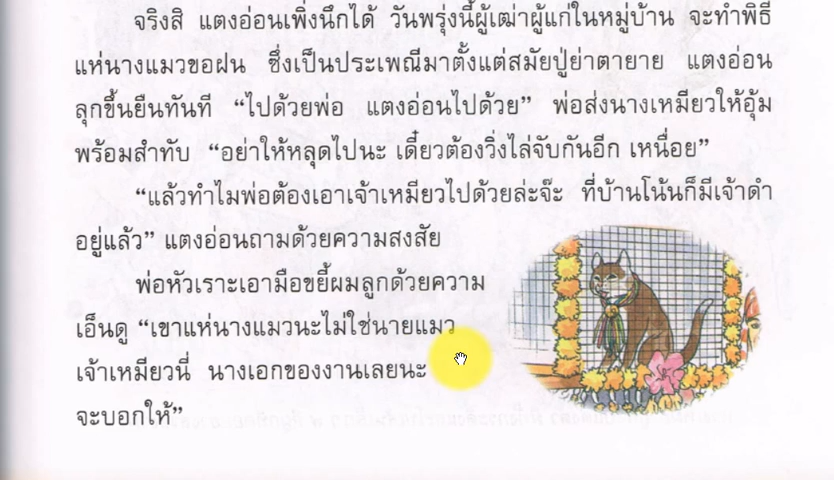 จริงสิ แตงอ่อนเพิ่งนึกได้ วันพรุ่งนี้ผู้เฒ่าผู้แก่ในหมู่บ้าน จะทำพิธี
แห่นางแมวขอฝน ซึ่งเป็นประเพณีมาตั้งแต่สมัยปู่ย่าตายาย แตงอ่อน
ลุกขึ้นยืนทันที “ไปด้วยพ่อ แตงอ่อนไปด้วย” พ่อส่งนางเหมียวให้อุ้ม
พร้อมสำทับ “อย่าให้หลุดไปนะ เดี๋ยวต้องวิ่งไล่จับกันอีก เหนื่อย”
“แล้วทำไมพ่อต้องเอาเจ้าเหมียวไปด้วยล่ะจ๊ะ ที่บ้านโน้นก็มีเจ้าดำ
อยู่แล้ว” แตงอ่อนถามด้วยความสงสัย
พ่อหัวเราะเอามือขยี้ผมลูกด้วยความ
เอ็นดู “เขาแห่นางแมวนะไม่ใช่นายแมว
เจ้าเหมียวนี่ นางเอกของงานเลยนะ
จะบอกให้”